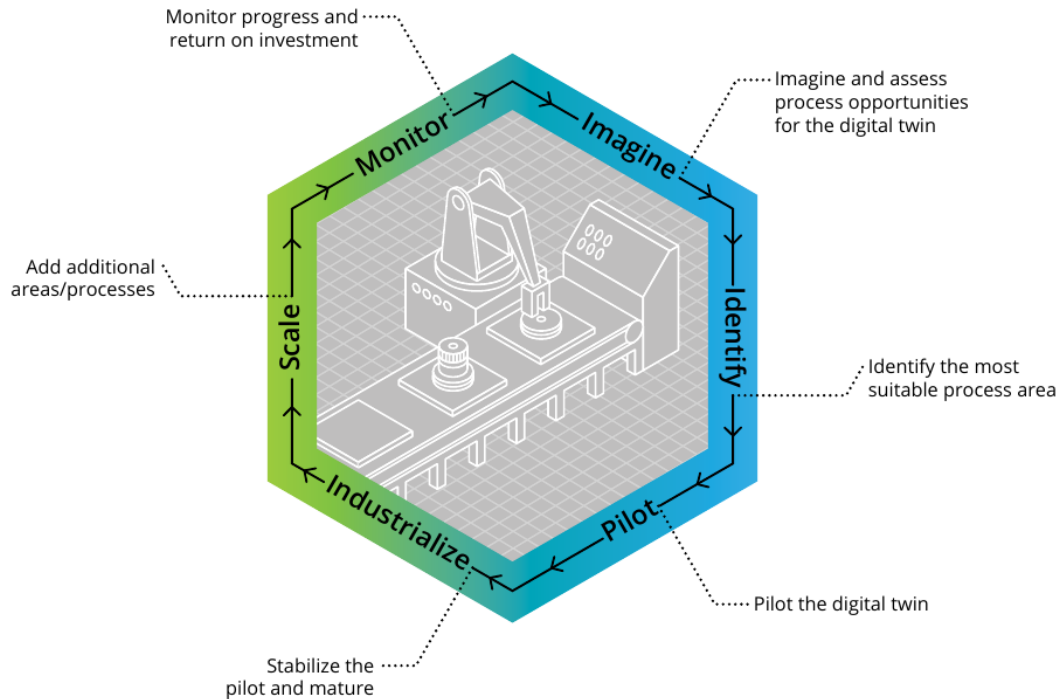 Monitor progress and
return on investment
Imagine and assess
process opportunities
for the digital twin
Monitor
Imagine
Add additional
areas/processes
Scale
Identify
Identify the most
suitable process area
Industrialize
Pilot
Pilot the digital twin
Stabilize the
pilot and mature